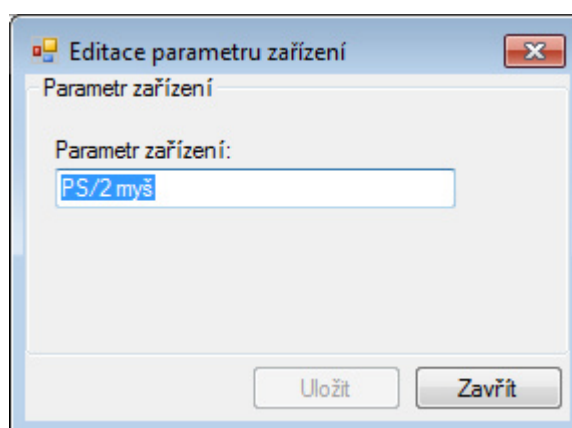 Editace parametru zařízení
Parametr zařízení
Parametr zařízení:
PS/2 myš
Uložit
Zavřít